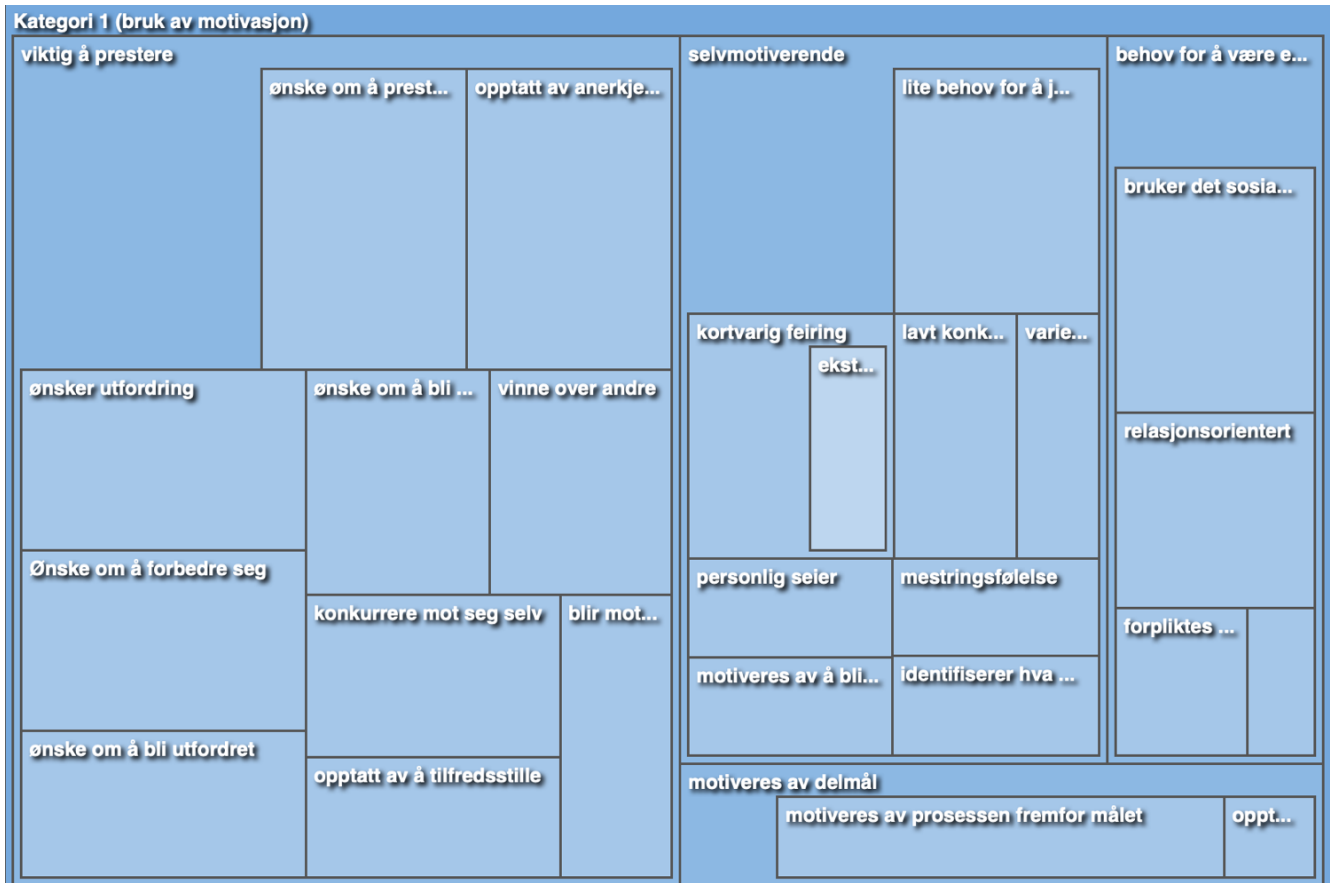 Kategori 1 (bruk av motivasjon)
viktig å prestere
ønske om å prest...
opptatt av anerkje...
ønsker utfordring
ønske om å bli ...
vinne over andre
Ønske om å forbedre seg
konkurrere mot seg selv
blir mot...
ønske om å bli utfordret
opptatt av å tilfredsstille
selvmotiverende
lite behov for å j...
kortvarig feiring
ekst...
lavt konk...
varie...
personlig seier
mestringsfølelse
motiveres av å bli...
identifiserer hva ...
behov for å være e...
bruker det sosia...
relasjonsorientert
forpliktes ...
motiveres av delmål
motiveres av prosessen fremfor målet
oppt...